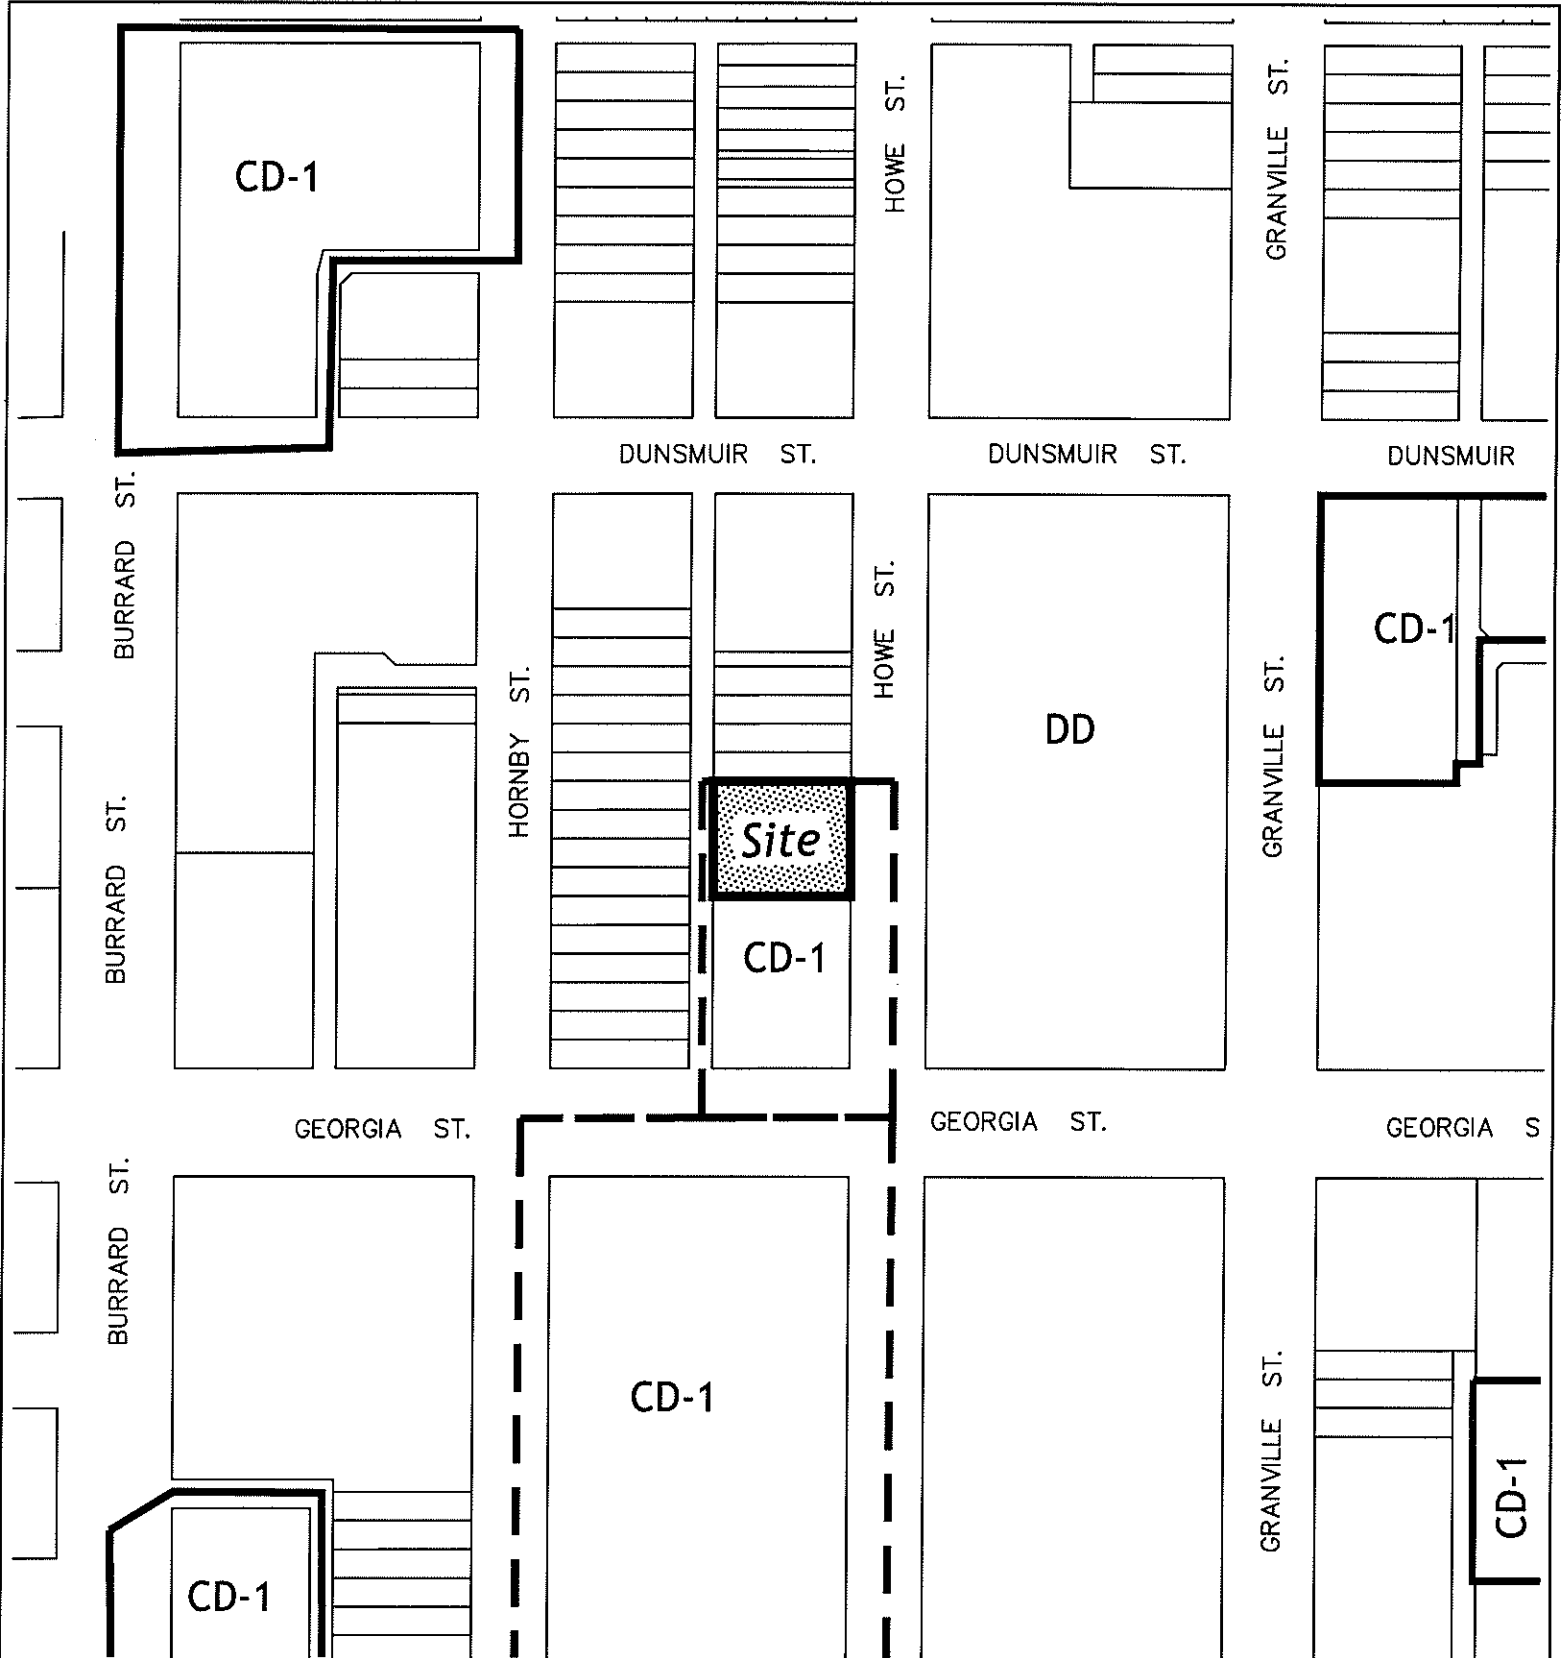 HOWE ST.
GRANVILLE ST.
CD-1
DUNSMUIR ST.
DUNSMUIR ST.
DUNSMUIR
BURRARD ST.
HOWE ST.
CD-1
HORNBY ST.
GRANVILLE ST.
DD
BURRARD ST.
Site
CD-1
GEORGIA ST.
GEORGIA ST.
GEORGIA S
BURRARD ST.
CD-1
GRANVILLE ST.
CD-1
CD-1